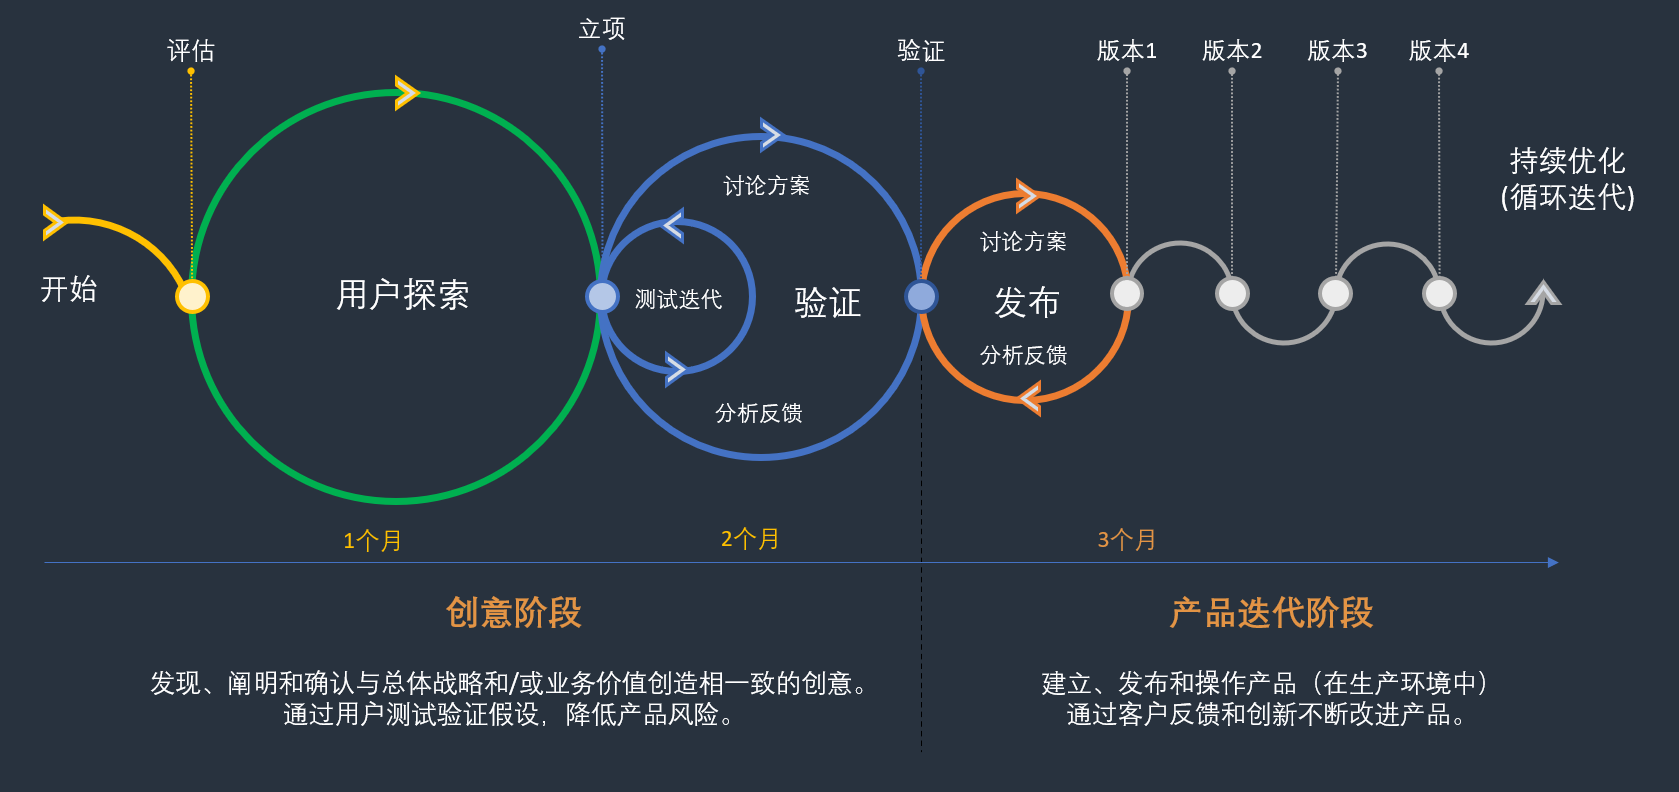 立项
评估
验证
版本1
版本2
版本3
版本4
持续优化
(循环迭代)
讨论方案
讨论方案
开始
用户探索
测试迭代
验证
发布
分析反馈
分析反馈
1个月
2个月
3个月
创意阶段
产品迭代阶段
发现、阐明和确认与总体战略和/或业务价值创造相一致的创意。
通过用户测试验证假设，降低产品风险。
建立、发布和操作产品（在生产环境中）
通过客户反馈和创新不断改进产品。